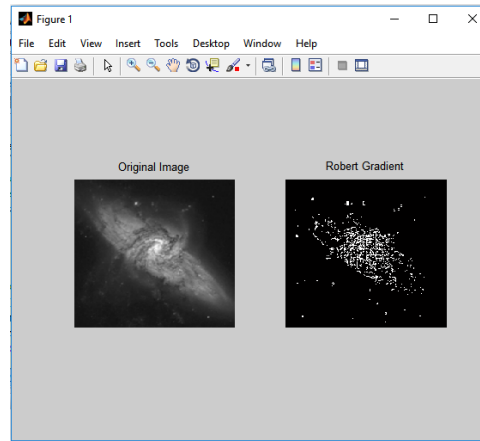 Figure 1
File Edit View Insert Tools Desktop Window Help
Original Image
Robert Gradient